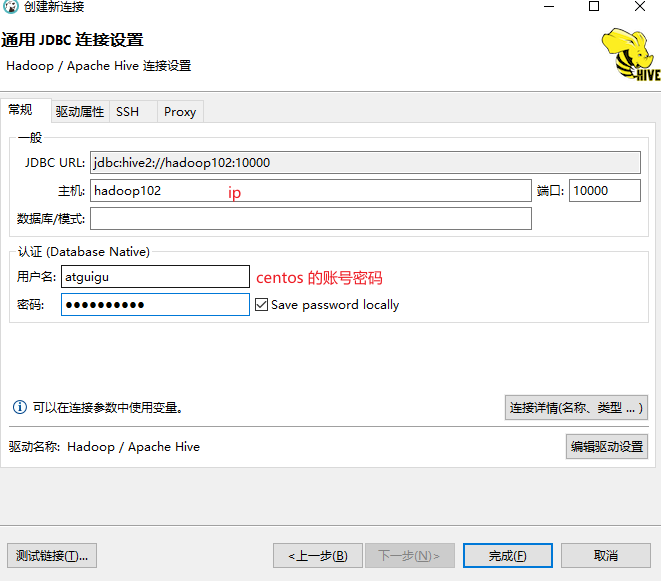 创建新连接
通用 JDBC 连接设置
Hadoop / Apache Hive 连接设置
HIVE
常规 驱动属性 SSH Proxy
一般
JDBC URL: jdbc:hive2://hadoop102:10000
主机: hadoop102 ip 端口: 10000
数据库/模式:
认证 (Database Native)
用户名: atguigu centos 的账号密码
密码: ●●●●●●●●●● Save password locally
可以在连接参数中使用变量。 连接详情(名称、类型 ... )
驱动名称: Hadoop / Apache Hive 编辑驱动设置
测试链接(T)... <上一步(B) 下一步(N)> 完成(F) 取消